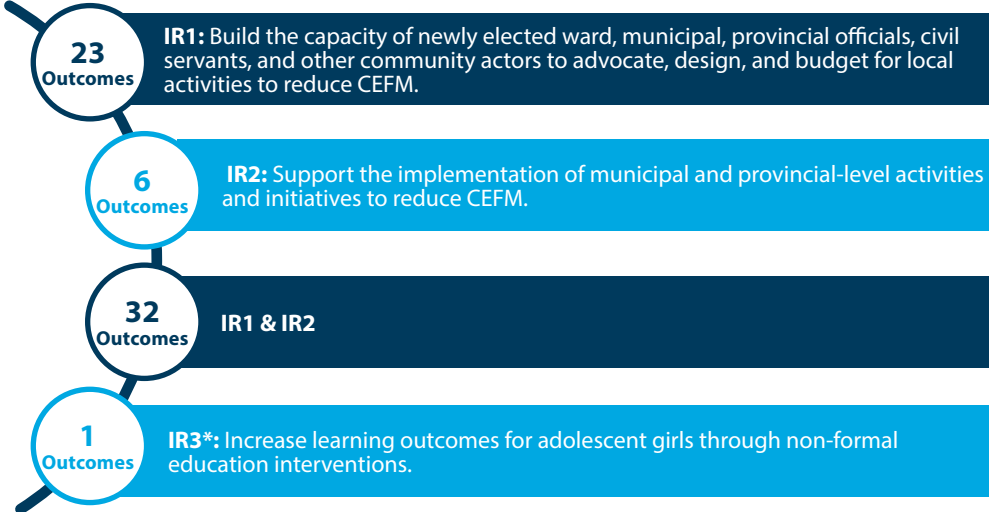 23
Outcomes
IR1: Build the capacity of newly elected ward, municipal, provincial officials, civil
servants, and other community actors to advocate, design, and budget for local
activities to reduce CEFM.
6
Outcomes
IR2: Support the implementation of municipal and provincial-level activities
and initiatives to reduce CEFM.
32
Outcomes
IR1 & IR2
1
Outcomes
IR3*: Increase learning outcomes for adolescent girls through non-formal
education interventions.